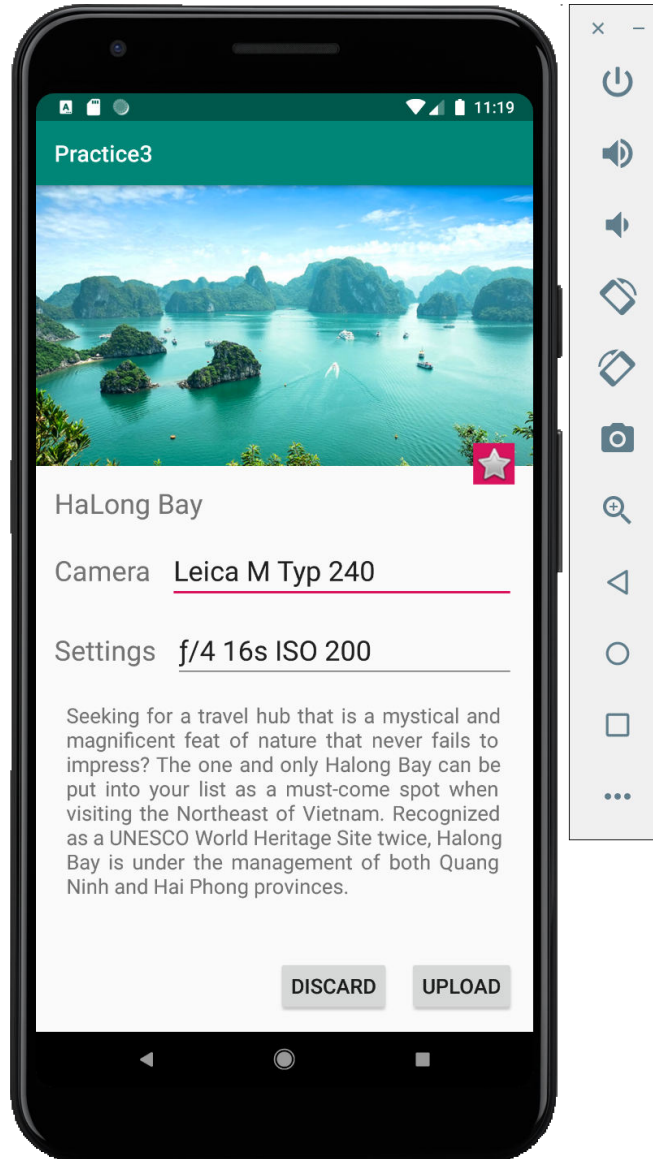 11:19
Practice3
HaLong Bay
Camera Leica M Typ 240
Settings ƒ/4 16s ISO 200
Seeking for a travel hub that is a mystical and
magnificent feat of nature that never fails to
impress? The one and only Halong Bay can be
put into your list as a must-come spot when
visiting the Northeast of Vietnam. Recognized
as a UNESCO World Heritage Site twice, Halong
Bay is under the management of both Quang
Ninh and Hai Phong provinces.
DISCARD UPLOAD